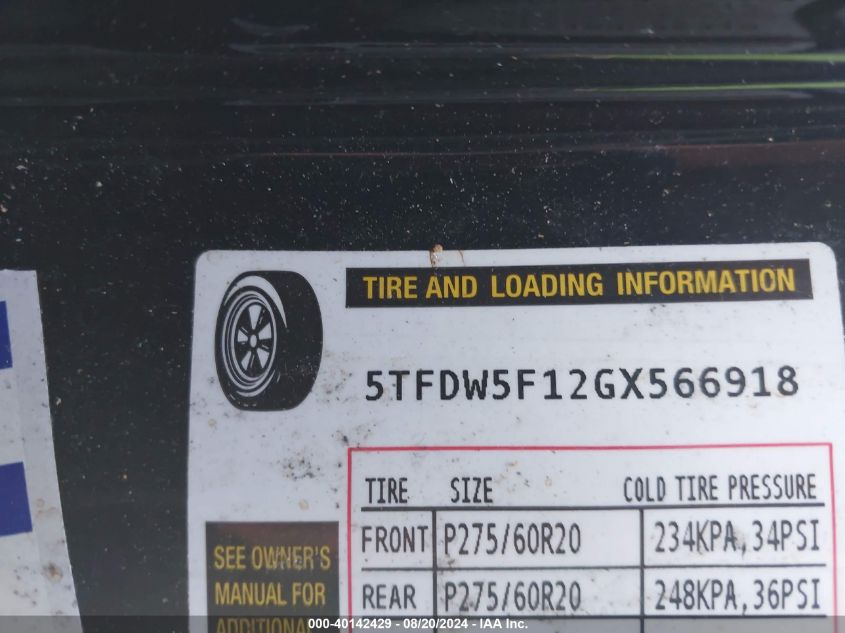 TIRE AND LOADING INFORMATION
5TFDW5F12GX566918
TIRE SIZE COLD TIRE PRESSURE
FRONT P275/60R20 234KPA,34PSI
REAR P275/60R20 248KPA,36PSI
SEE OWNER'S
MANUAL FOR
ADDITIONAL
000-40142429 - 08/20/2024 - IAA Inc.